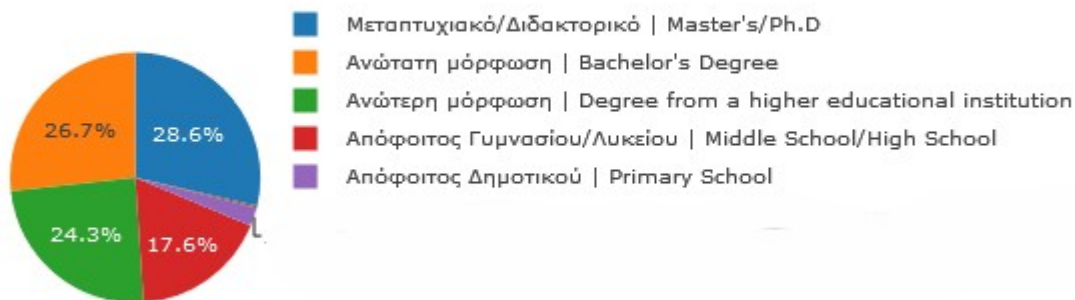 Μεταπτυχιακό/Διδακτορικό | Master's/Ph.D
Ανώτατη μόρφωση | Bachelor's Degree
Ανώτερη μόρφωση | Degree from a higher educational institution
Απόφοιτος Γυμνασίου/Λυκείου | Middle School/High School
Απόφοιτος Δημοτικού | Primary School
26.7%
28.6%
24.3%
17.6%